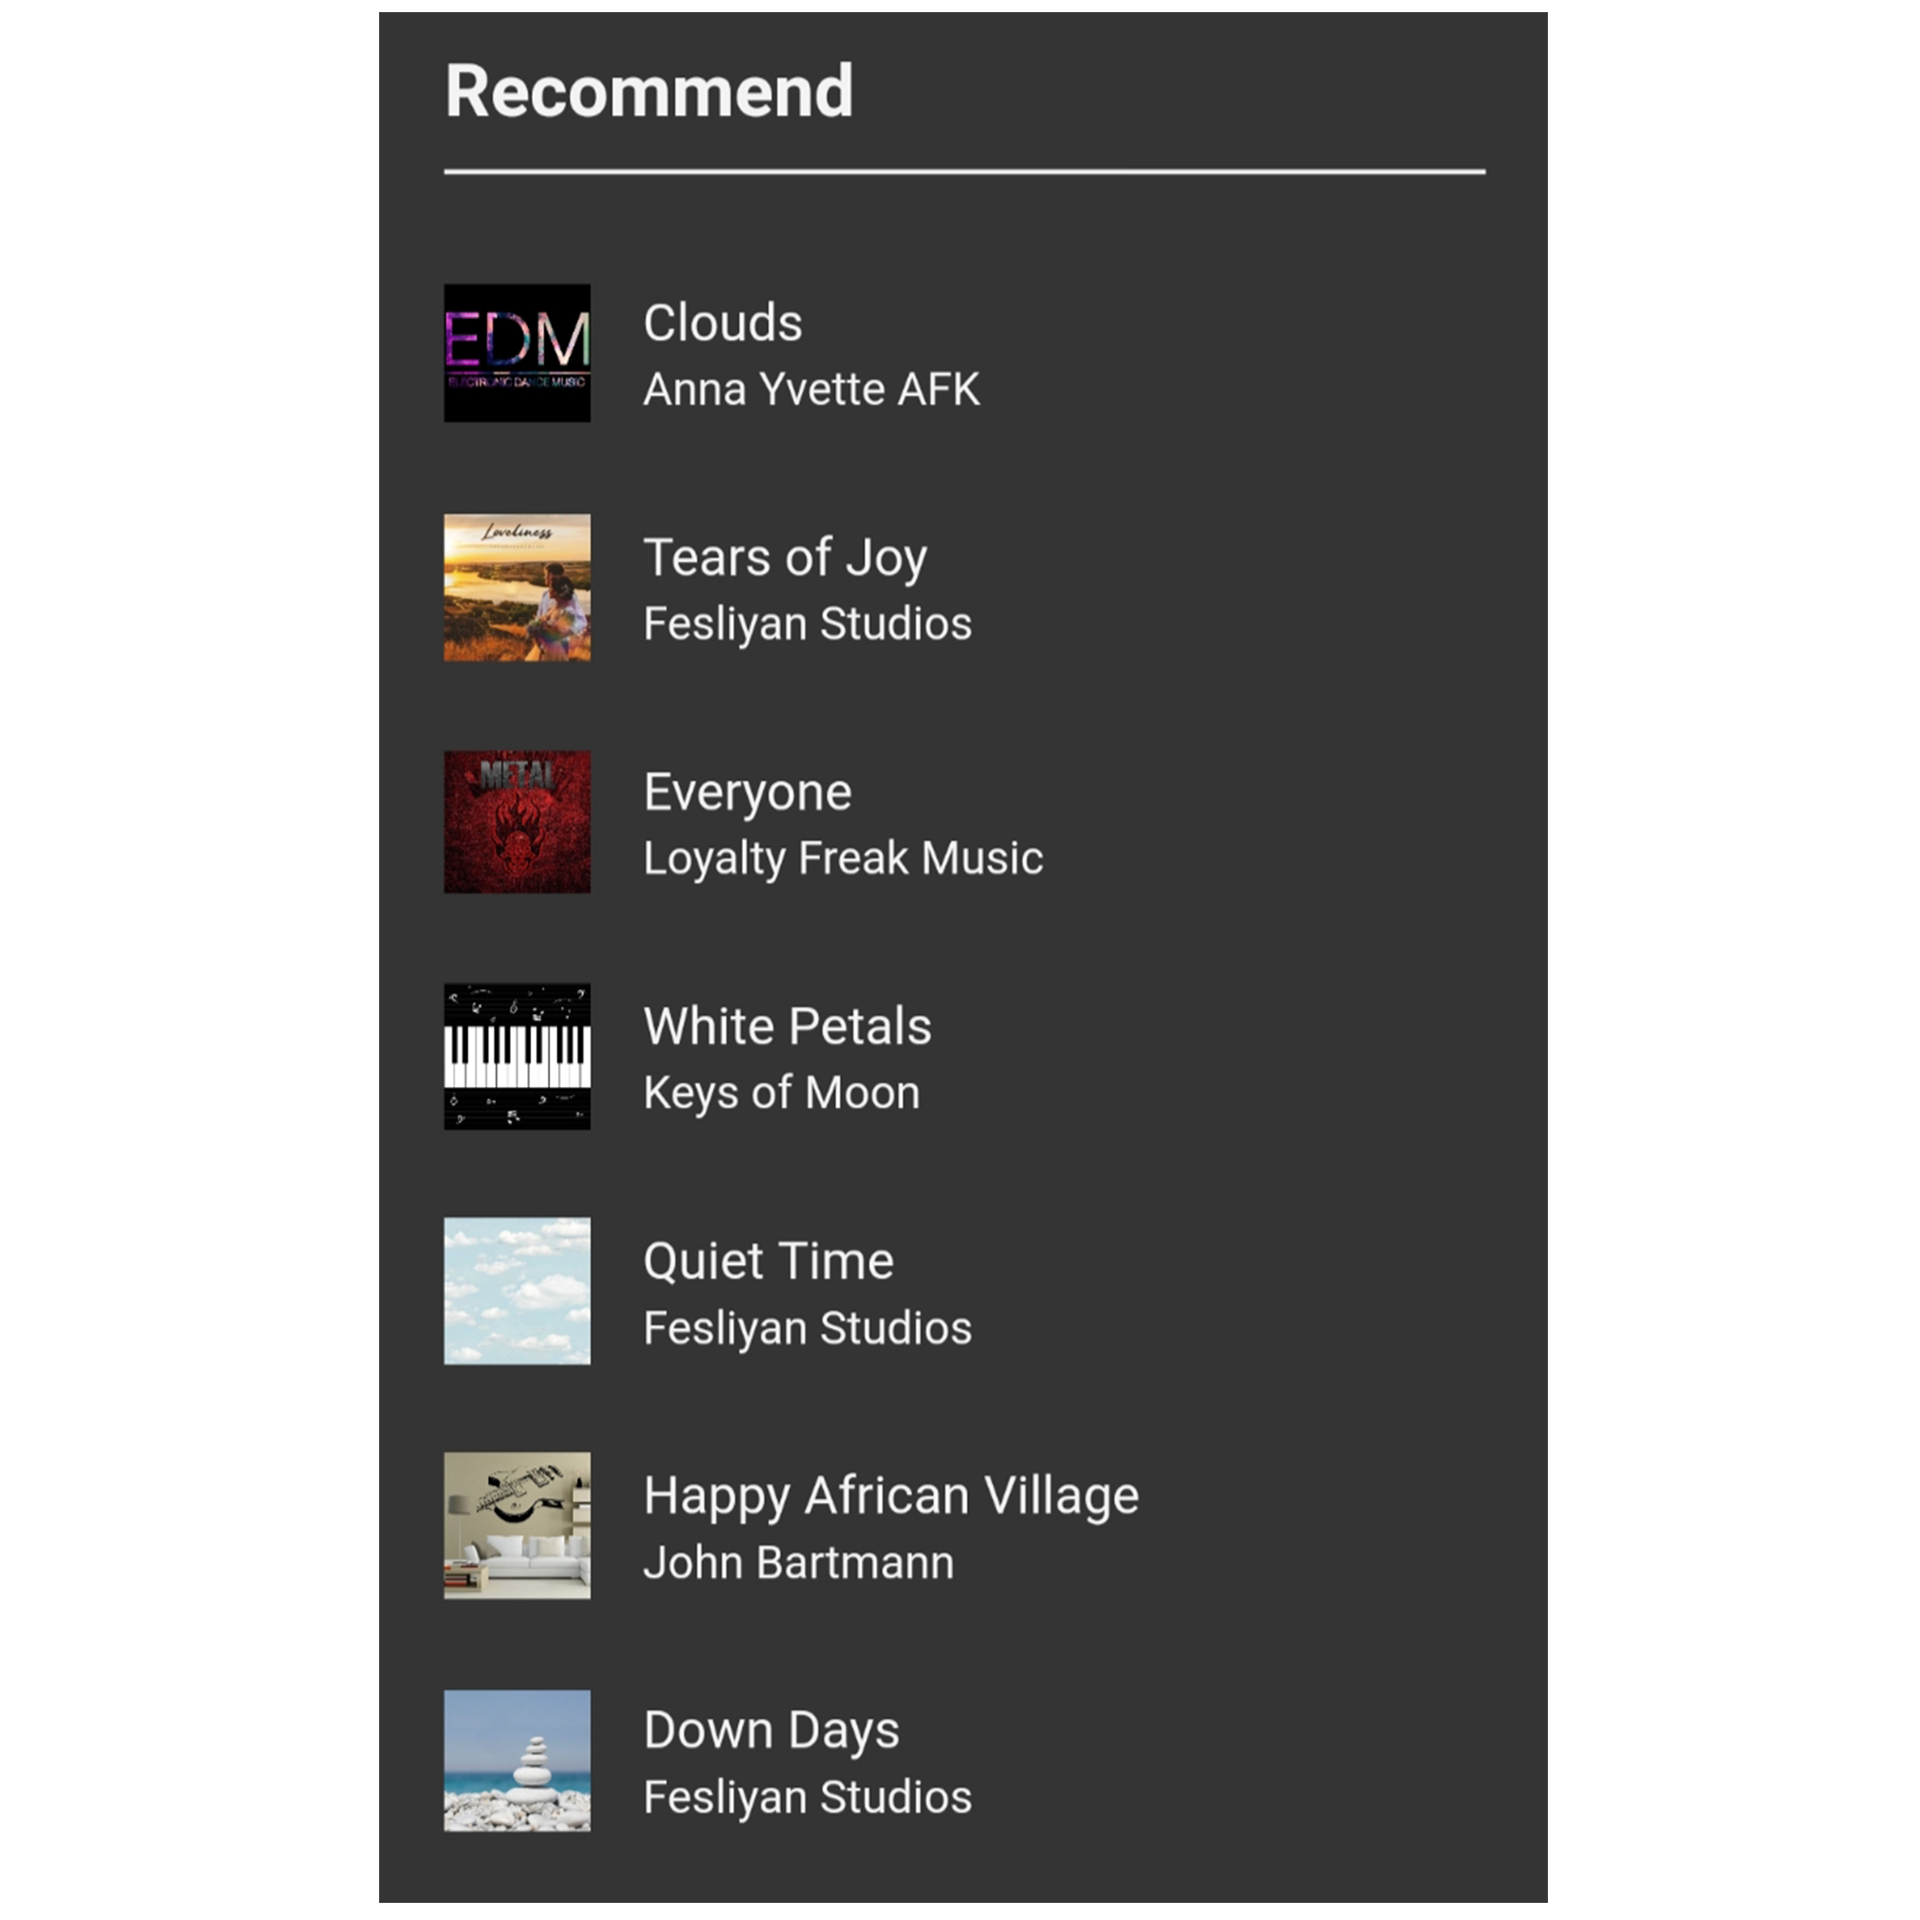 Recommend
EDM
ELECTRONIC DANCE MUSIC
Clouds
Anna Yvette AFK
Loveliness
Tears of Joy
Fesliyan Studios
METAL
Everyone
Loyalty Freak Music
White Petals
Keys of Moon
Quiet Time
Fesliyan Studios
Happy African Village
John Bartmann
Down Days
Fesliyan Studios